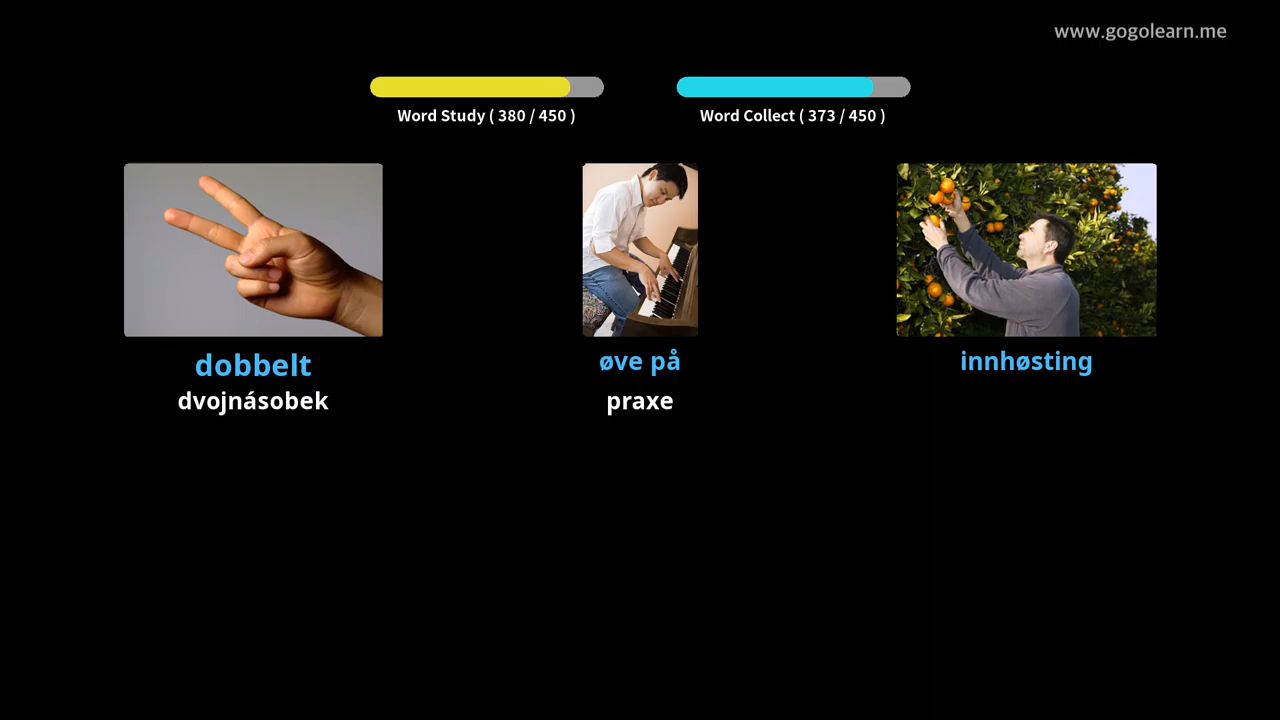 www.gogolearn.me
Word Study ( 380 / 450 )
Word Collect ( 373 / 450 )
dobbelt
dvojnásobek
øve på
praxe
innhøsting